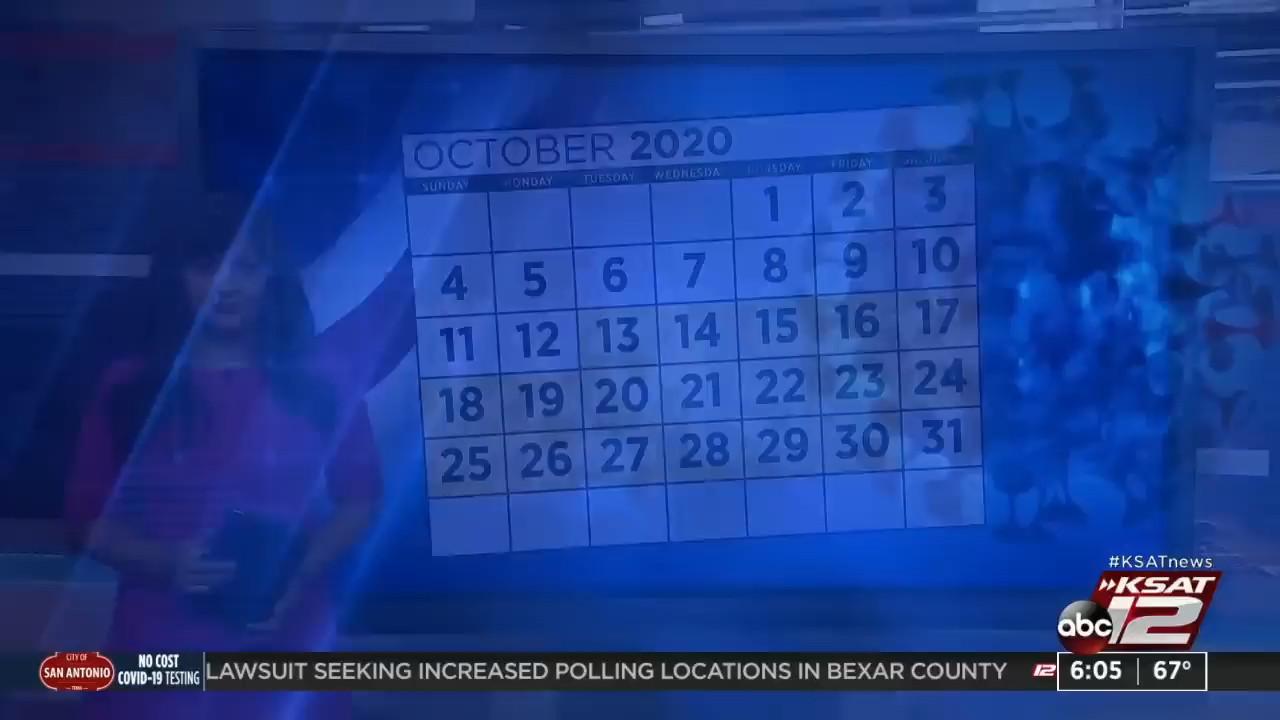 OCTOBER 2020
SUNDAY MONDAY TUESDAY WEDNESDA FRIDAY
1 2 3
4 5 6 7 8 9 10
11 12 13 14 15 16 17
18 19 20 21 22 23 24
25 26 27 28 29 30 31
#KSATnews
KSAT
abc 12
CITY OF
SAN ANTONIO
NO COST
COVID-19 TESTING
LAWSUIT SEEKING INCREASED POLLING LOCATIONS IN BEXAR COUNTY
12 6:05 67°